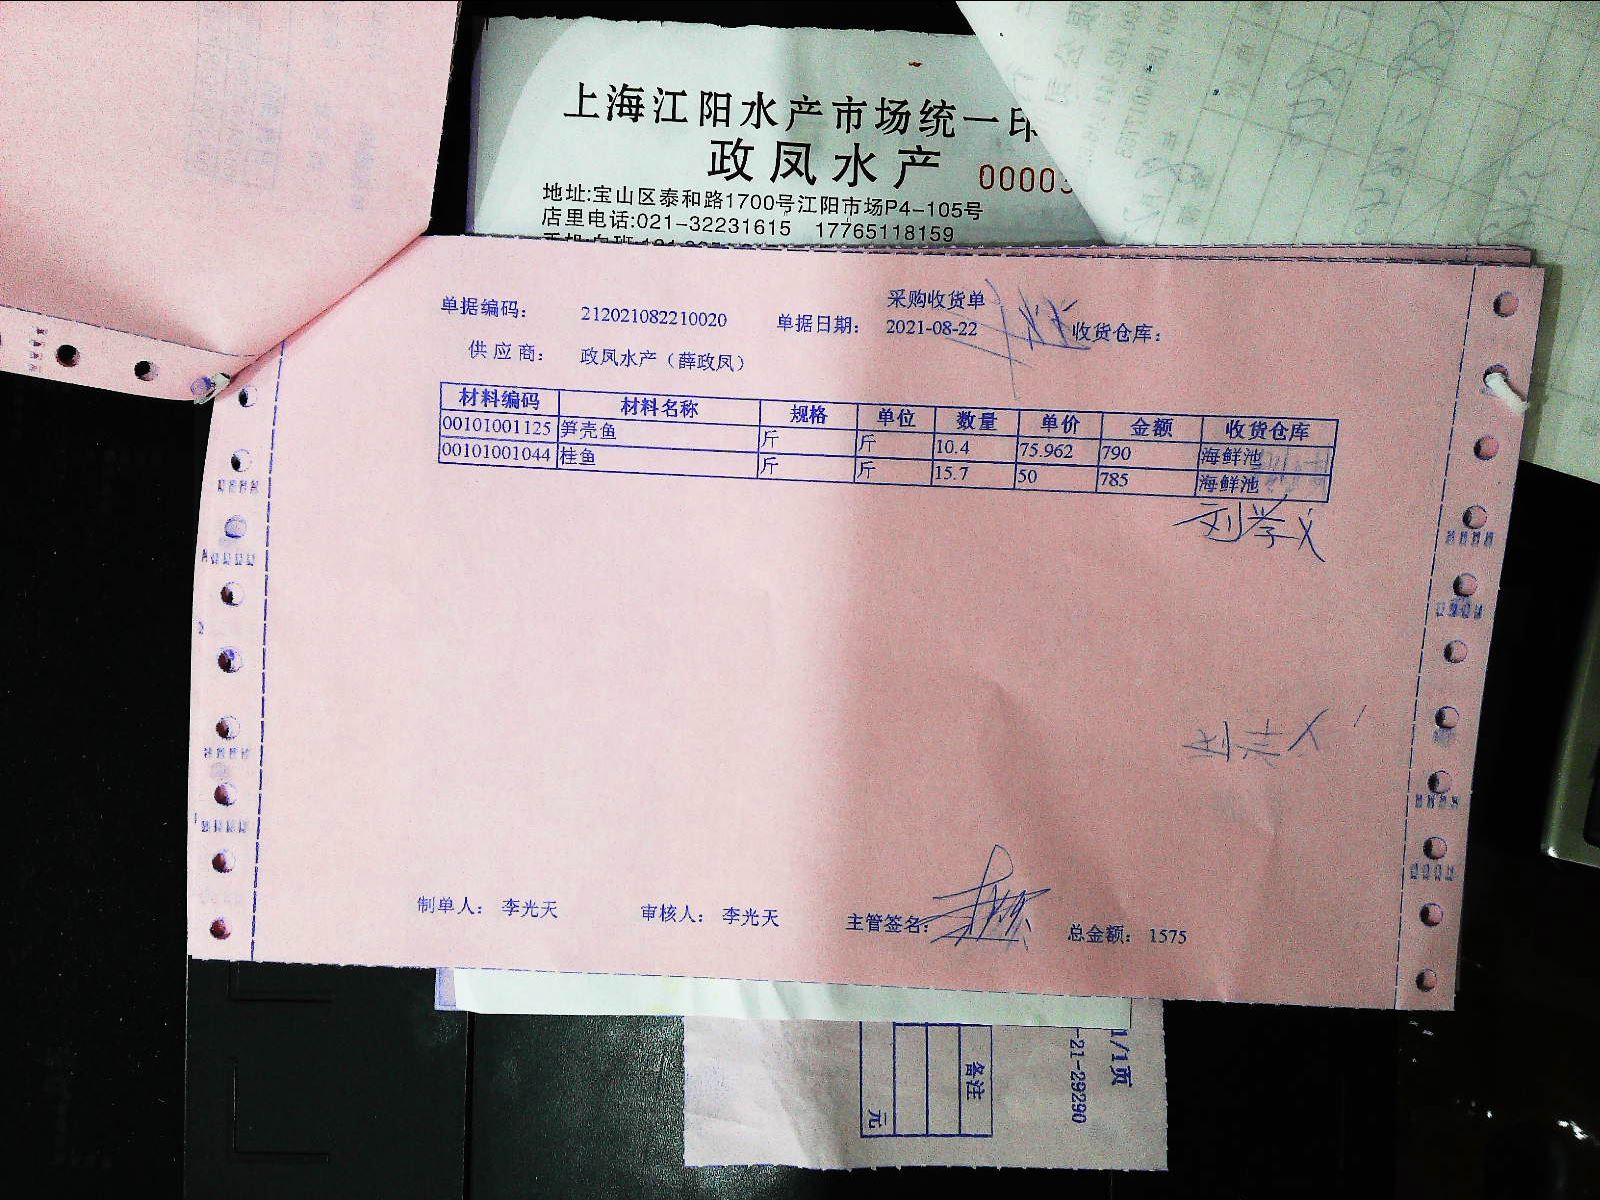 上海江阳水产市场统一印
政凤水产 0000
地址:宝山区泰和路1700号江阳市场P4-105号
店里电话:021-32231615 17765118159
采购收货单
单据编码: 212021082210020 单据日期: 2021-08-22 收货仓库:
供应商: 政凤水产(薛政凤)
材料编码 材料名称 规格 单位 数量 单价 金额 收货仓库
00101001125 笋壳鱼 斤 斤 10.4 75.962 790 海鲜池
00101001044 桂鱼 斤 斤 15.7 50 785 海鲜池
刘学义
制单人: 李光天 审核人: 李光天 主管签名: 总金额: 1575
1/1页
-21-29290
备注
元